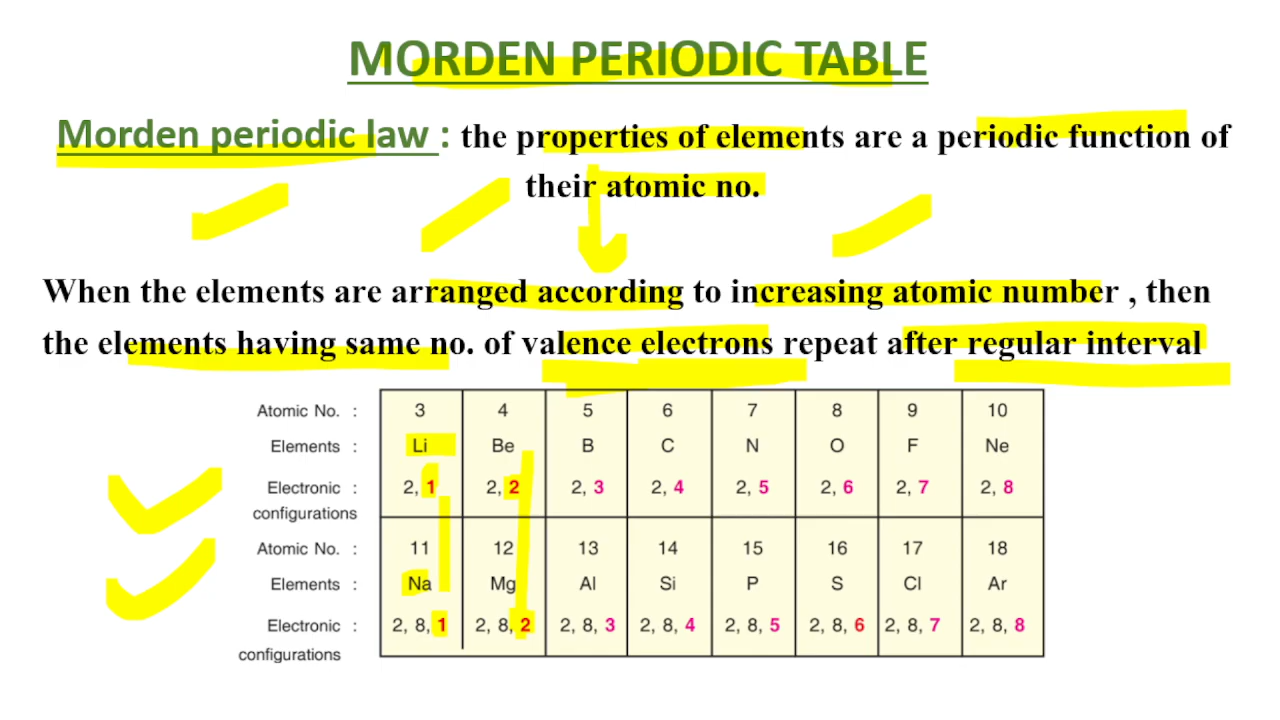 MORDEN PERIODIC TABLE
Morden periodic law : the properties of elements are a periodic function of
their atomic no.
When the elements are arranged according to increasing atomic number , then
the elements having same no. of valence electrons repeat after regular interval
Atomic No. : 3 4 5 6 7 8 9 10
Elements : Li Be B C N O F Ne
Electronic : 2, 1 2, 2 2, 3 2, 4 2, 5 2, 6 2, 7 2, 8
configurations
Atomic No. : 11 12 13 14 15 16 17 18
Elements : Na Mg Al Si P S Cl Ar
Electronic : 2, 8, 1 2, 8, 2 2, 8, 3 2, 8, 4 2, 8, 5 2, 8, 6 2, 8, 7 2, 8, 8
configurations